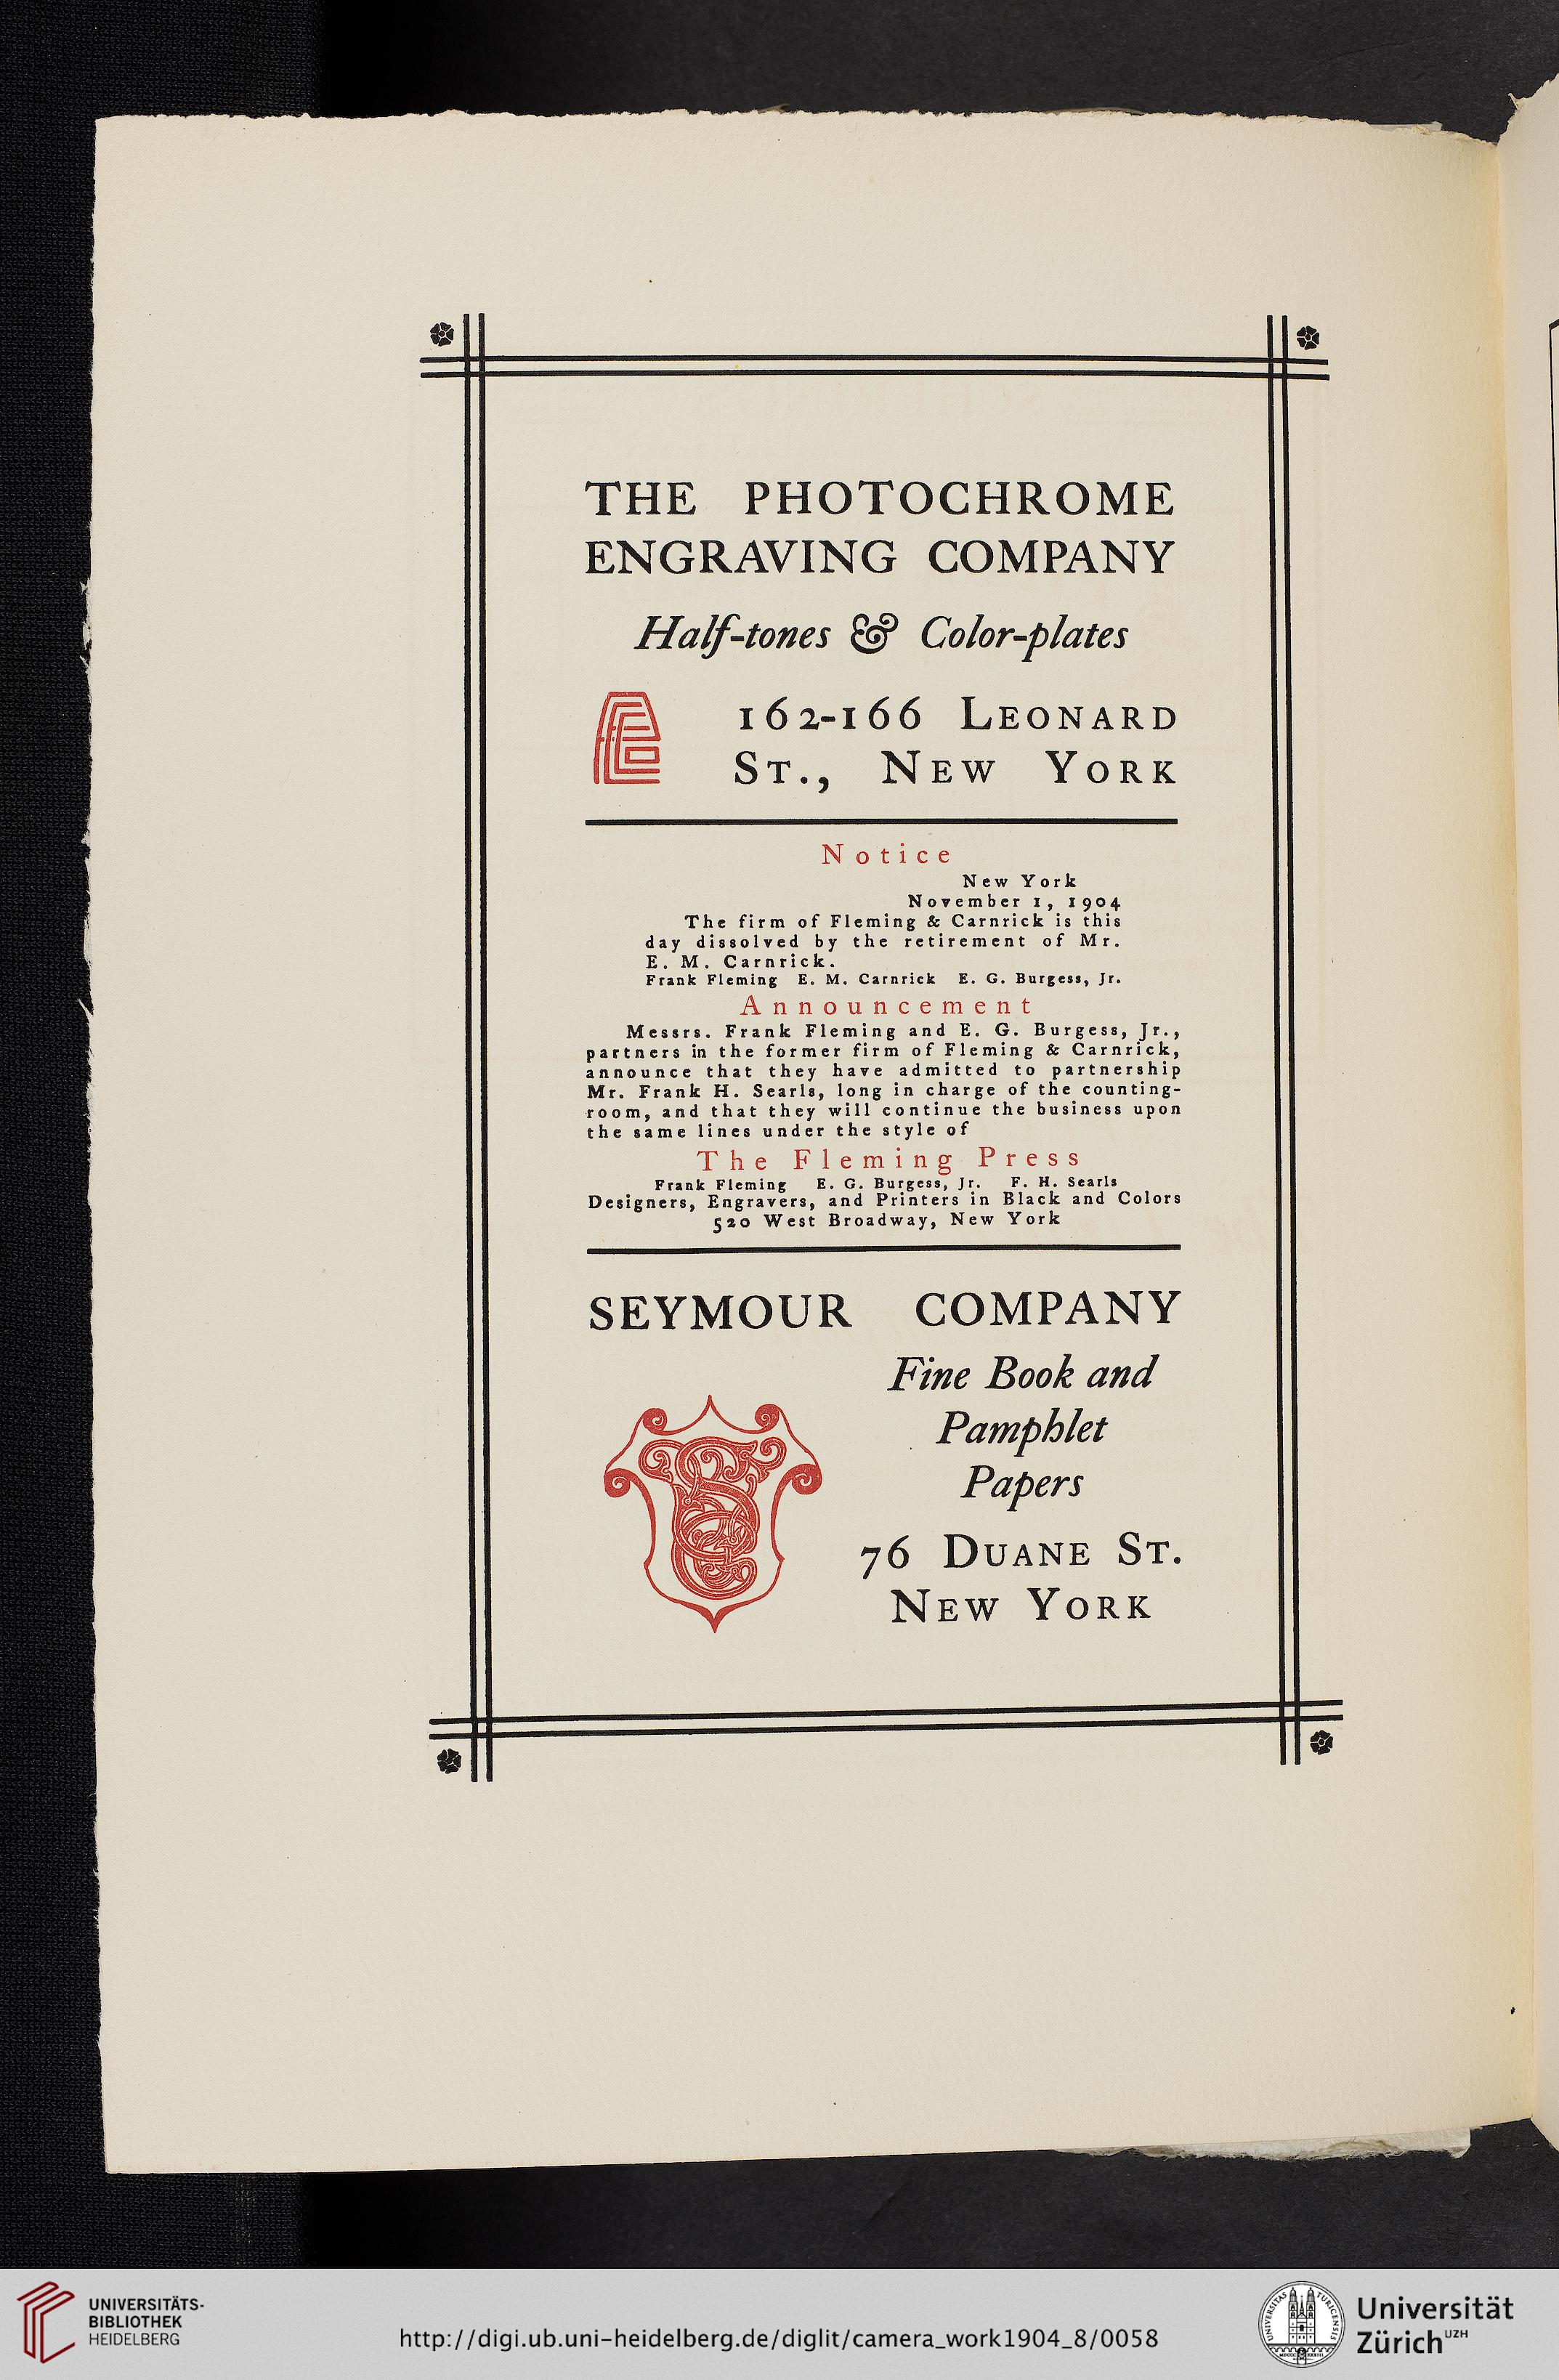 THE PHOTOCHROME
ENGRAVING COMPANY
Half-tones & Color-plates
162-166 LEONARD
ST., NEW YORK
Notice
New York
November 1, 1904
The firm of Fleming & Carnrick is this
day dissolved by the retirement of Mr.
E. M. Carnrick.
Frank Fleming E. M. Carnrick E. G. Burgess, Jr.
Announcement
Messrs. Frank Fleming and E. G. Burgess, Jr.,
partners in the former firm of Fleming & Carnrick,
announce that they have admitted to partnership
Mr. Frank H. Searls, long in charge of the counting-
room, and that they will continue the business upon
the same lines under the style of
The Fleming Press
Frank Fleming E. G. Burgess, Jr. F. H. Searls
Designers, Engravers, and Printers in Black and Colors
520 West Broadway, New York
SEYMOUR COMPANY
Fine Book and
Pamphlet
Papers
76 DUANE ST.
NEW YORK
UNIVERSITÄTS-
BIBLIOTHEK
HEIDELBERG
http://digi.ub.uni-heidelberg.de/diglit/camera_work1904_8/0058
Universität
Zürich UZH